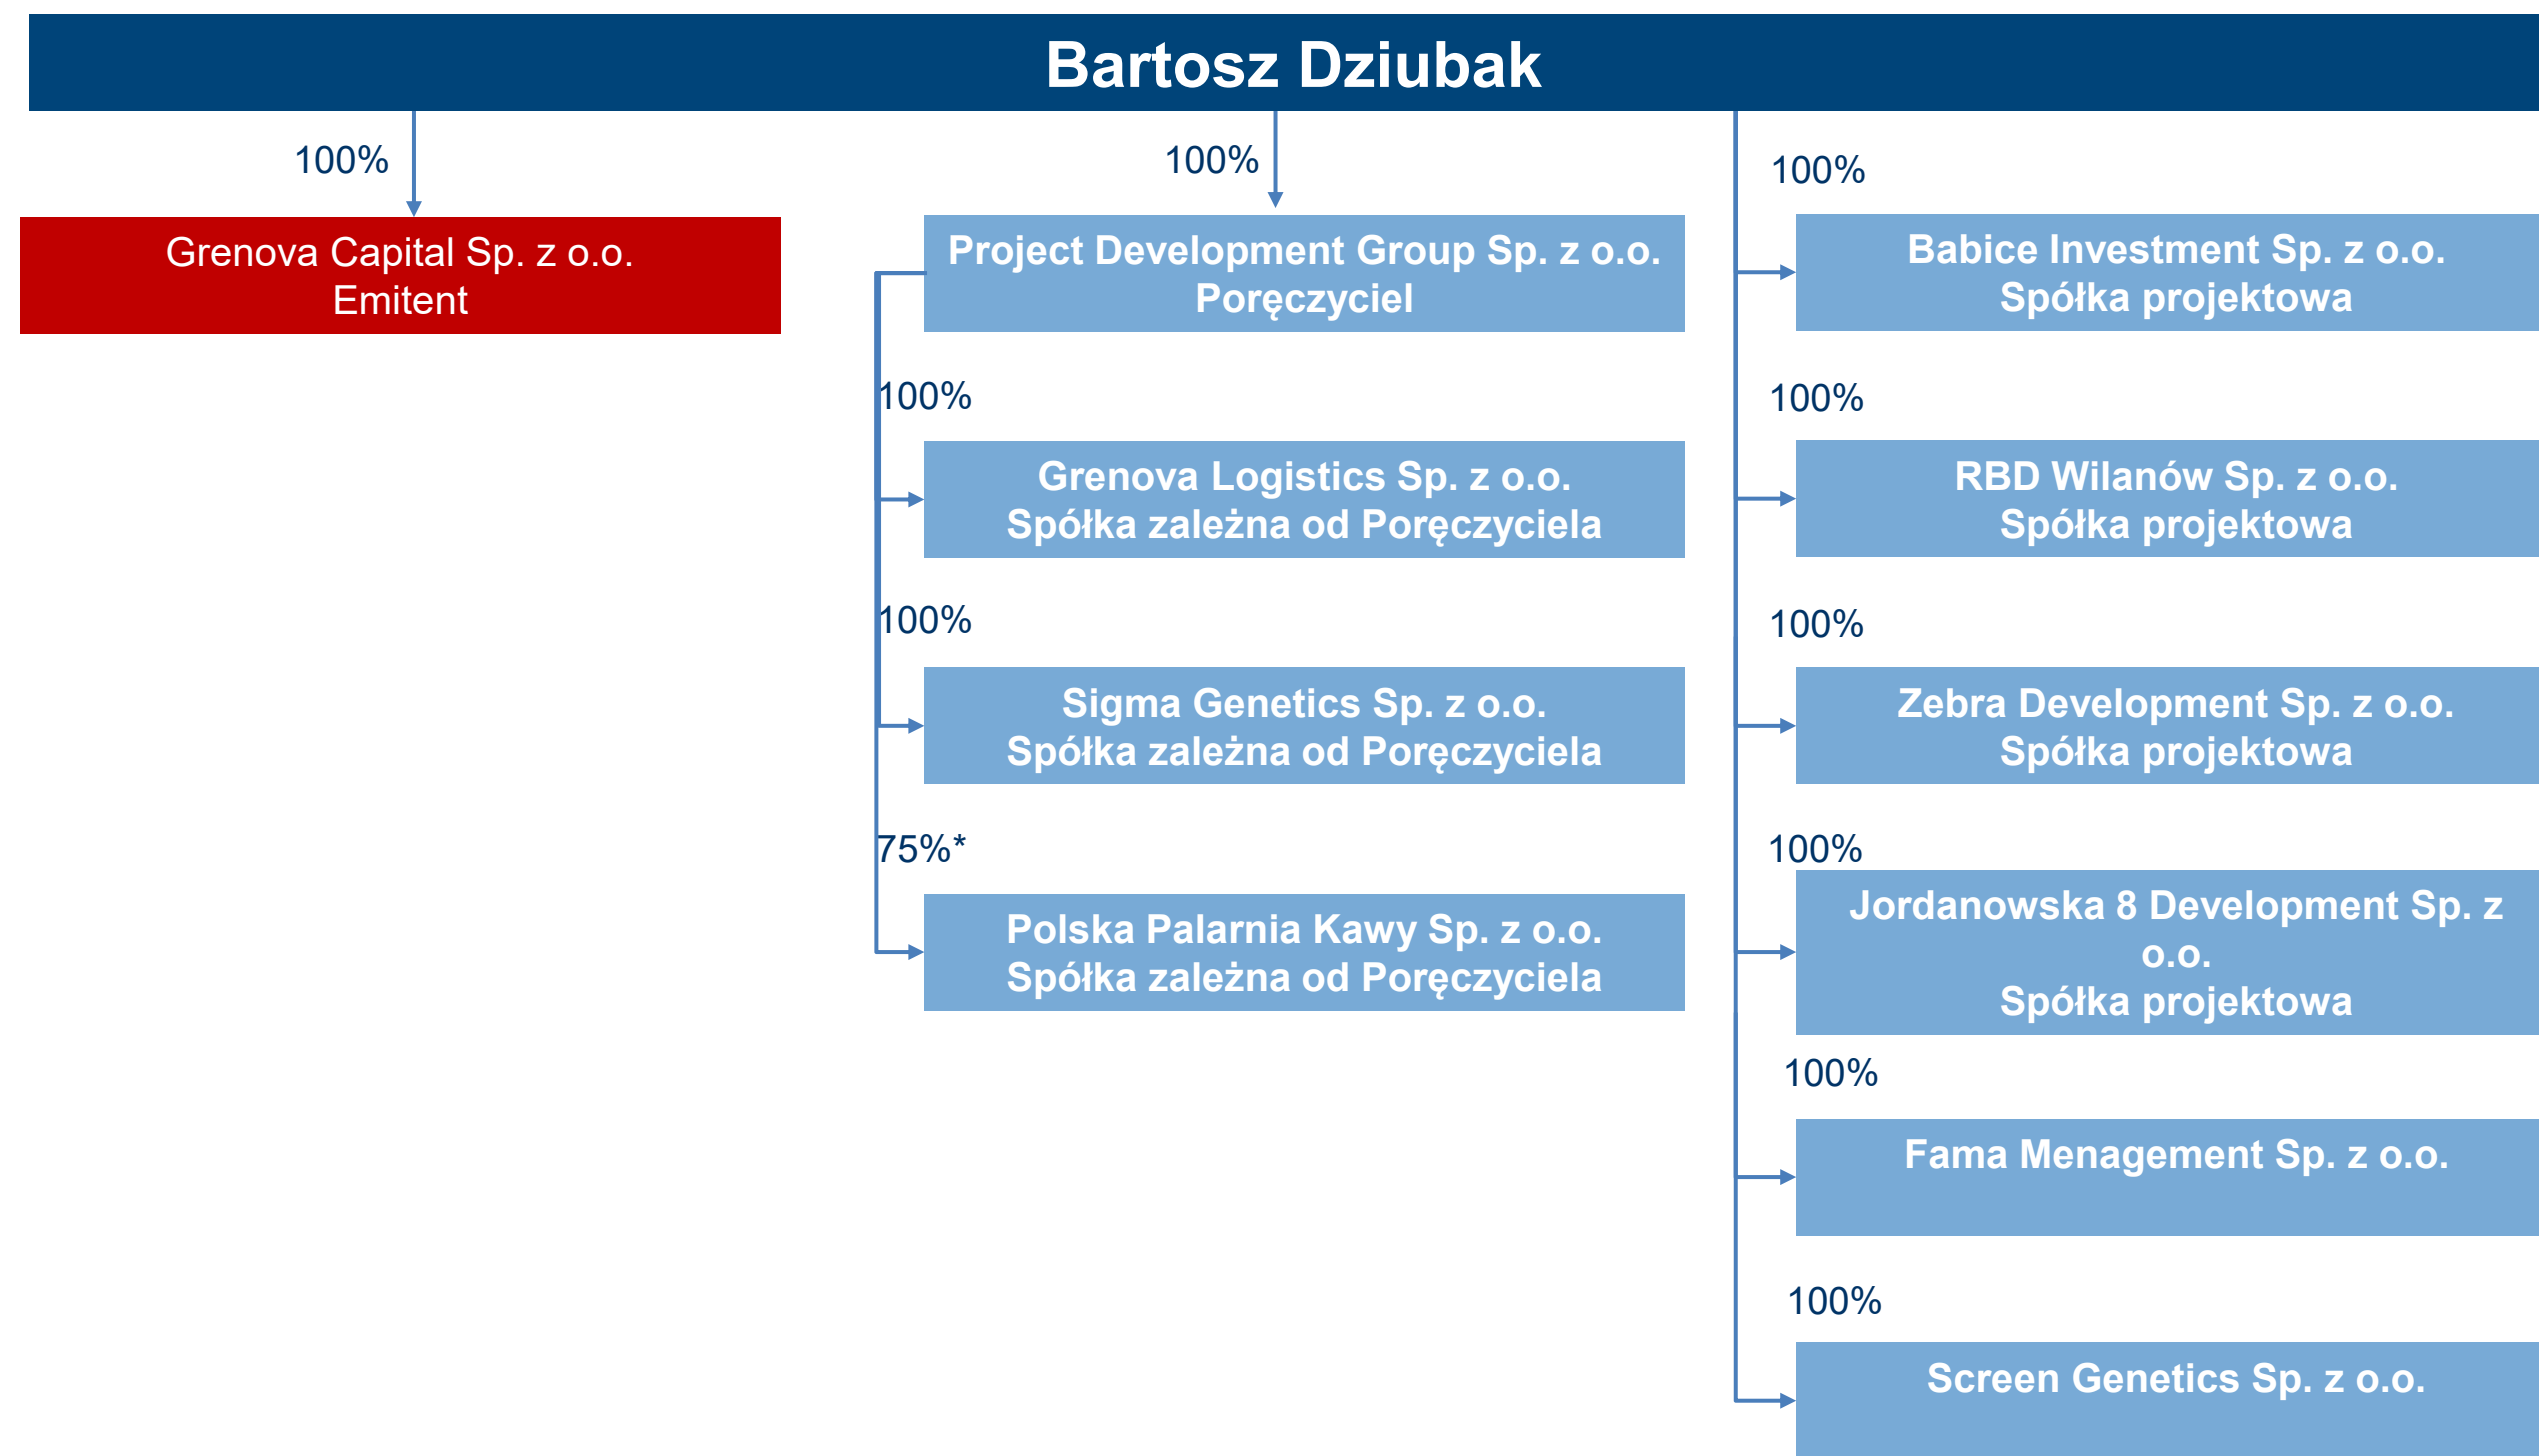 Bartosz Dziubak
100%
Grenova Capital Sp. z o.o.
Emitent
100%
Project Development Group Sp. z o.o.
Poręczyciel
100%
Grenova Logistics Sp. z o.o.
Spółka zależna od Poręczyciela
100%
Sigma Genetics Sp. z o.o.
Spółka zależna od Poręczyciela
75%*
Polska Palarnia Kawy Sp. z o.o.
Spółka zależna od Poręczyciela
100%
Babice Investment Sp. z o.o.
Spółka projektowa
100%
RBD Wilanów Sp. z o.o.
Spółka projektowa
100%
Zebra Development Sp. z o.o.
Spółka projektowa
100%
Jordanowska 8 Development Sp. z
o.o.
Spółka projektowa
100%
Fama Menagement Sp. z o.o.
100%
Screen Genetics Sp. z o.o.